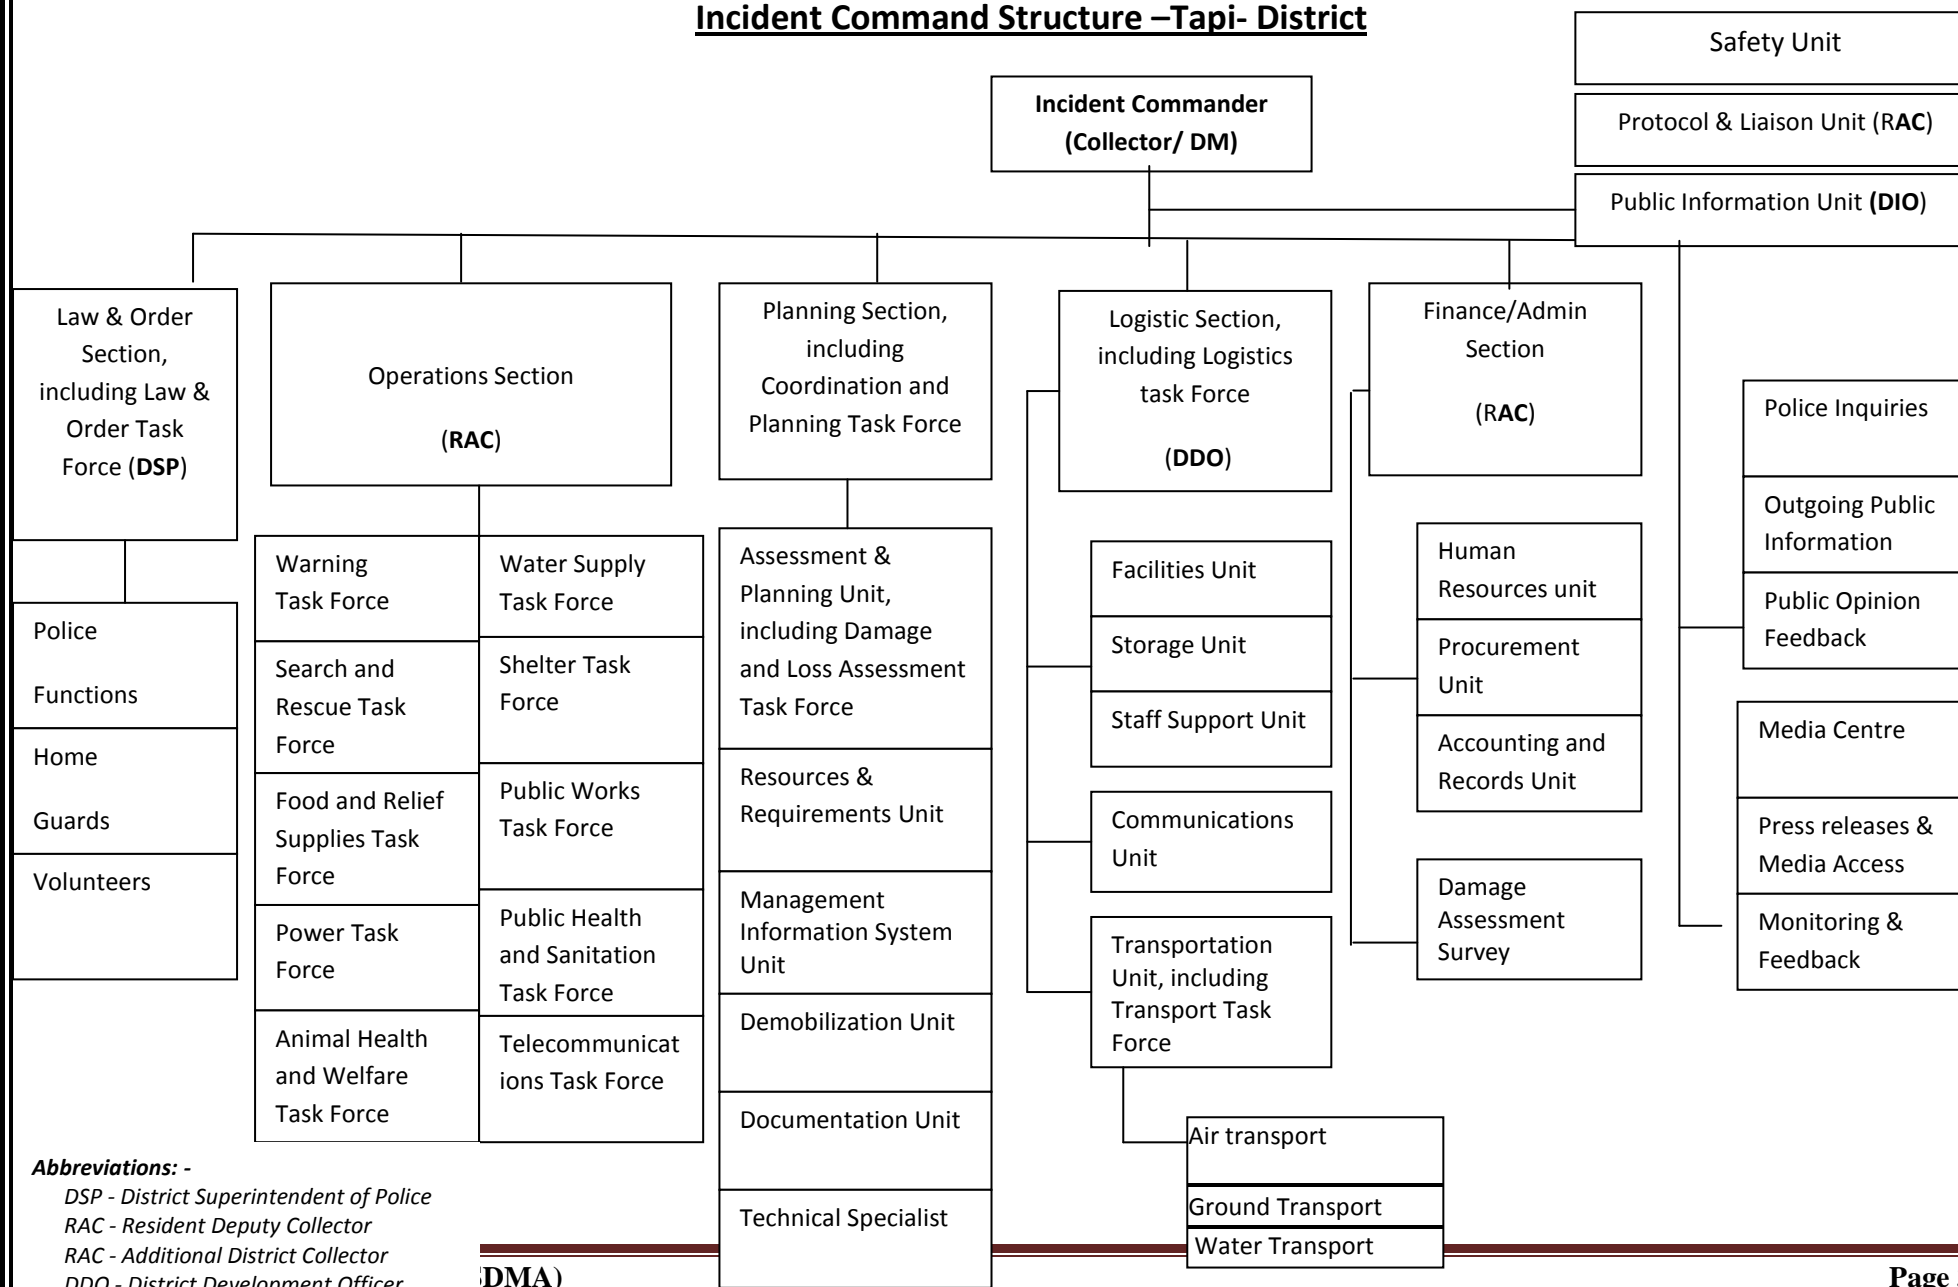 Incident Command Structure –Tapi- District
Safety Unit
Protocol & Liaison Unit (RAC)
Public Information Unit (DIO)
Incident Commander
(Collector/ DM)
Law & Order
Section,
including Law &
Order Task
Force (DSP)
Police
Functions
Home
Guards
Volunteers
Operations Section
(RAC)
Warning
Task Force
Search and
Rescue Task
Force
Food and Relief
Supplies Task
Force
Power Task
Force
Animal Health
and Welfare
Task Force
Water Supply
Task Force
Shelter Task
Force
Public Works
Task Force
Public Health
and Sanitation
Task Force
Telecommunicat
ions Task Force
Planning Section,
including
Coordination and
Planning Task Force
Assessment &
Planning Unit,
including Damage
and Loss Assessment
Task Force
Resources &
Requirements Unit
Management
Information System
Unit
Demobilization Unit
Documentation Unit
Technical Specialist
Logistic Section,
including Logistics
task Force
(DDO)
Facilities Unit
Storage Unit
Staff Support Unit
Communications
Unit
Transportation
Unit, including
Transport Task
Force
Air transport
Ground Transport
Water Transport
Finance/Admin
Section
(RAC)
Human
Resources unit
Procurement
Unit
Accounting and
Records Unit
Damage
Assessment
Survey
Police Inquiries
Outgoing Public
Information
Public Opinion
Feedback
Media Centre
Press releases &
Media Access
Monitoring &
Feedback
Abbreviations: -
DSP - District Superintendent of Police
RAC - Resident Deputy Collector
RAC - Additional District Collector
DDO - District Development Officer
DMA)
Page